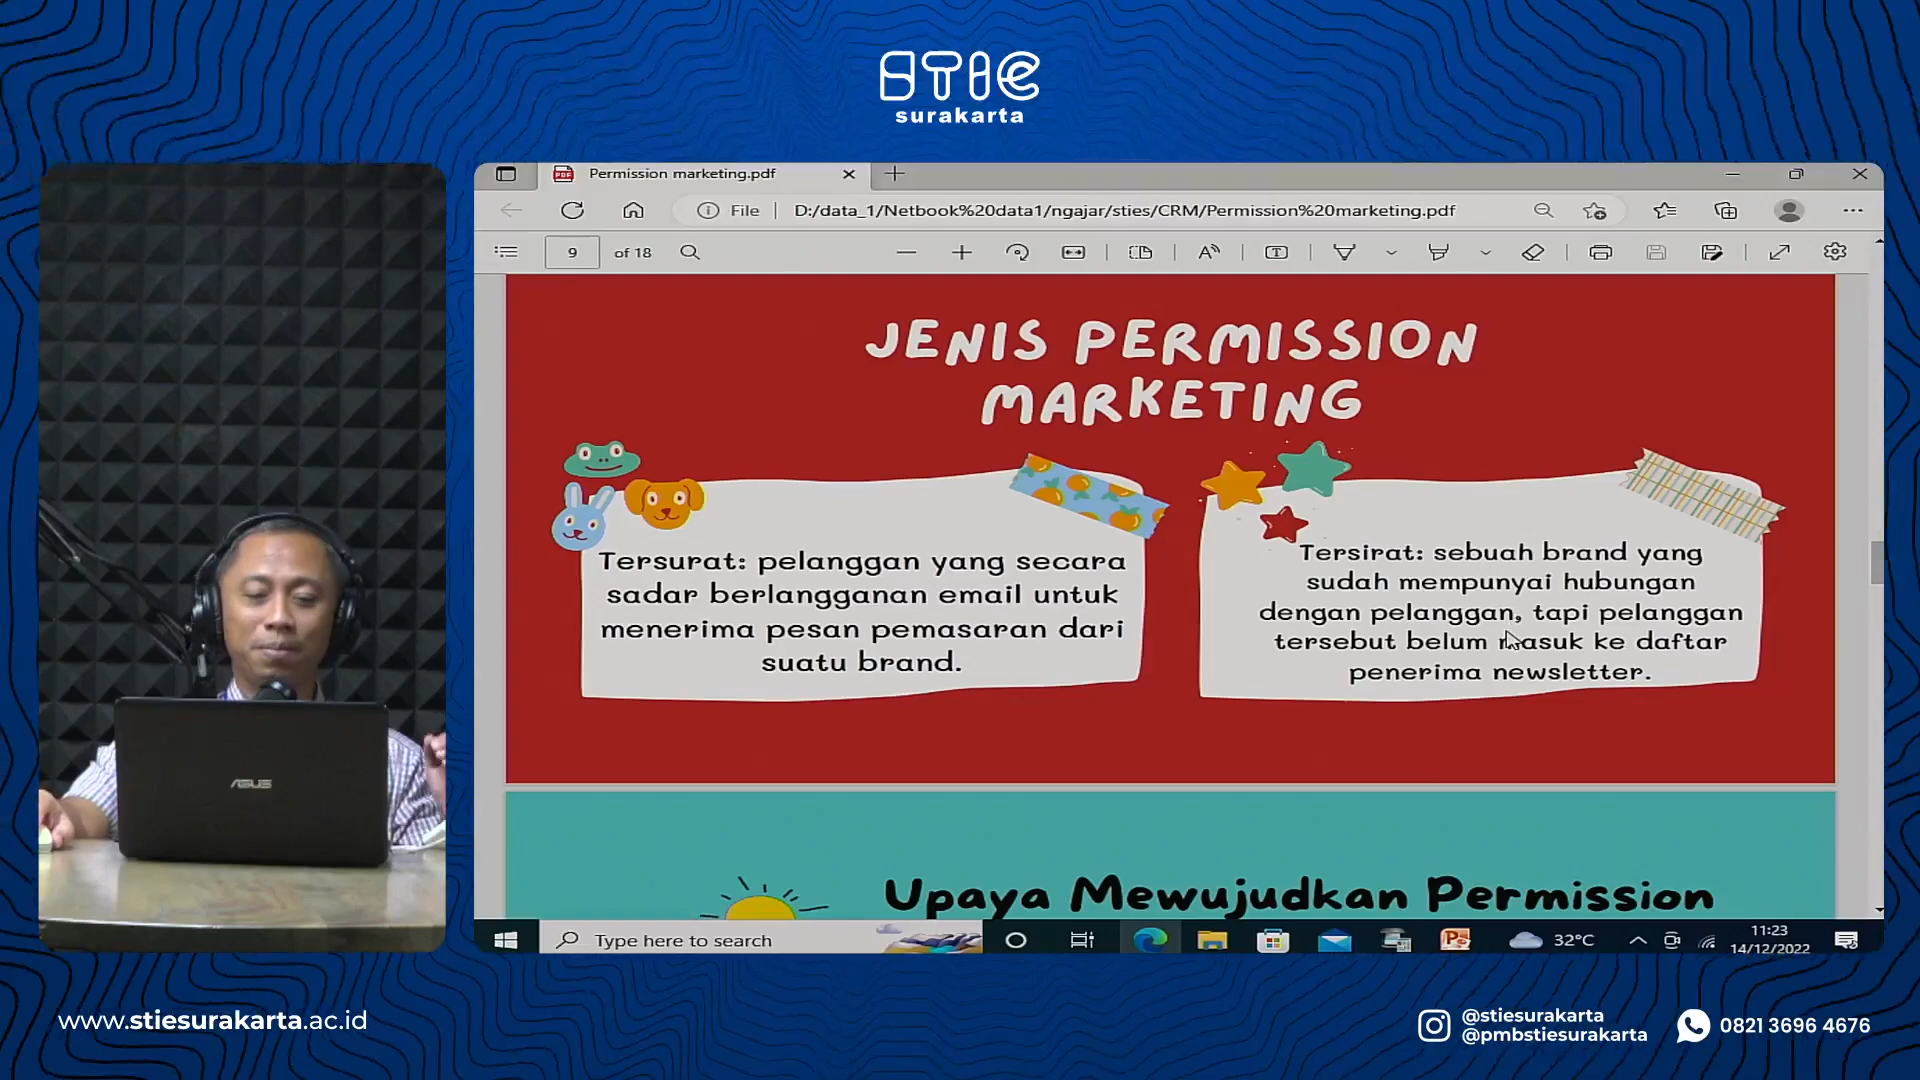 STIE
surakarta
Permission marketing.pdf
File
D:/data_1/Netbook%20data1/ngajar/sties/CRM/Permission%20marketing.pdf
9 of 18
JENIS PERMISSION
MARKETING
Tersurat: pelanggan yang secara
sadar berlangganan email untuk
menerima pesan pemasaran dari
suatu brand.
Tersirat: sebuah brand yang
sudah mempunyai hubungan
dengan pelanggan, tapi pelanggan
tersebut belum masuk ke daftar
penerima newsletter.
Upaya Mewujudkan Permission
ASUS
Type here to search
32°C
11:23
14/12/2022
www.stiesurakarta.ac.id
@stiesurakarta
@pmbstiesurakarta
0821 3696 4676